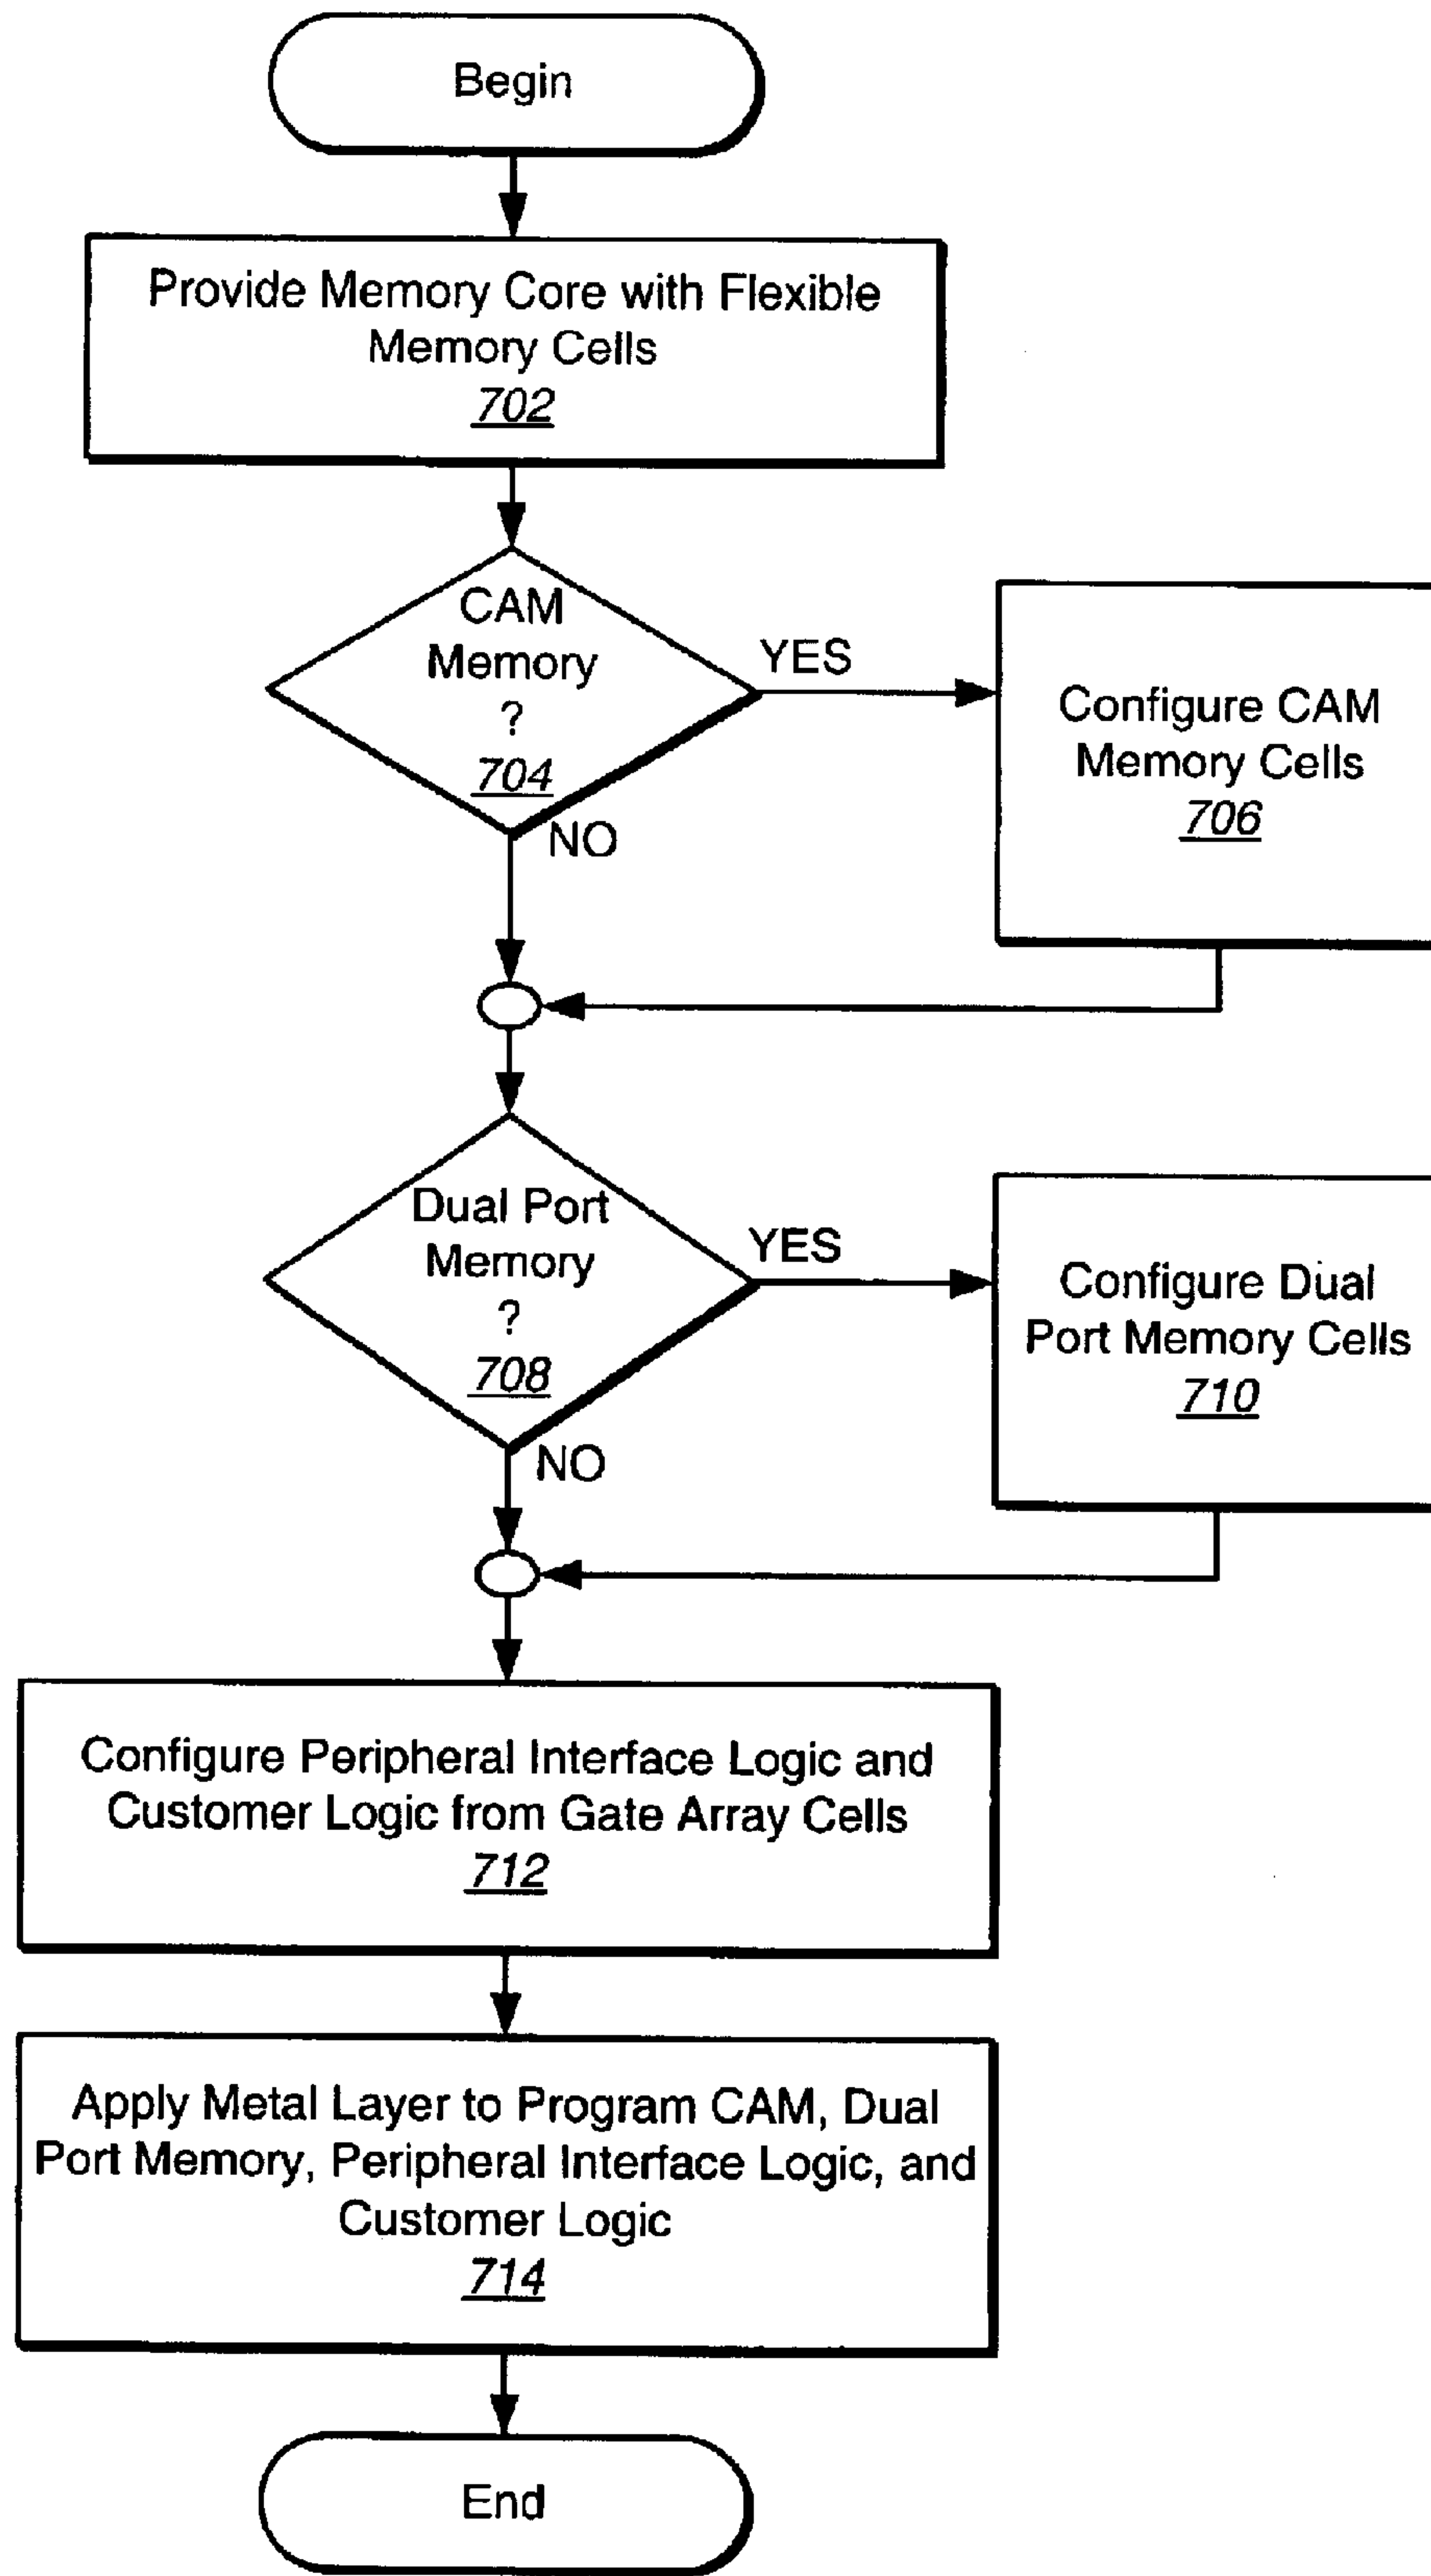 Begin
Provide Memory Core with Flexible
Memory Cells
702
CAM
Memory
?
704
YES
NO
Configure CAM
Memory Cells
706
Dual Port
Memory
?
708
YES
NO
Configure Dual
Port Memory Cells
710
Configure Peripheral Interface Logic and
Customer Logic from Gate Array Cells
712
Apply Metal Layer to Program CAM, Dual
Port Memory, Peripheral Interface Logic, and
Customer Logic
714
End